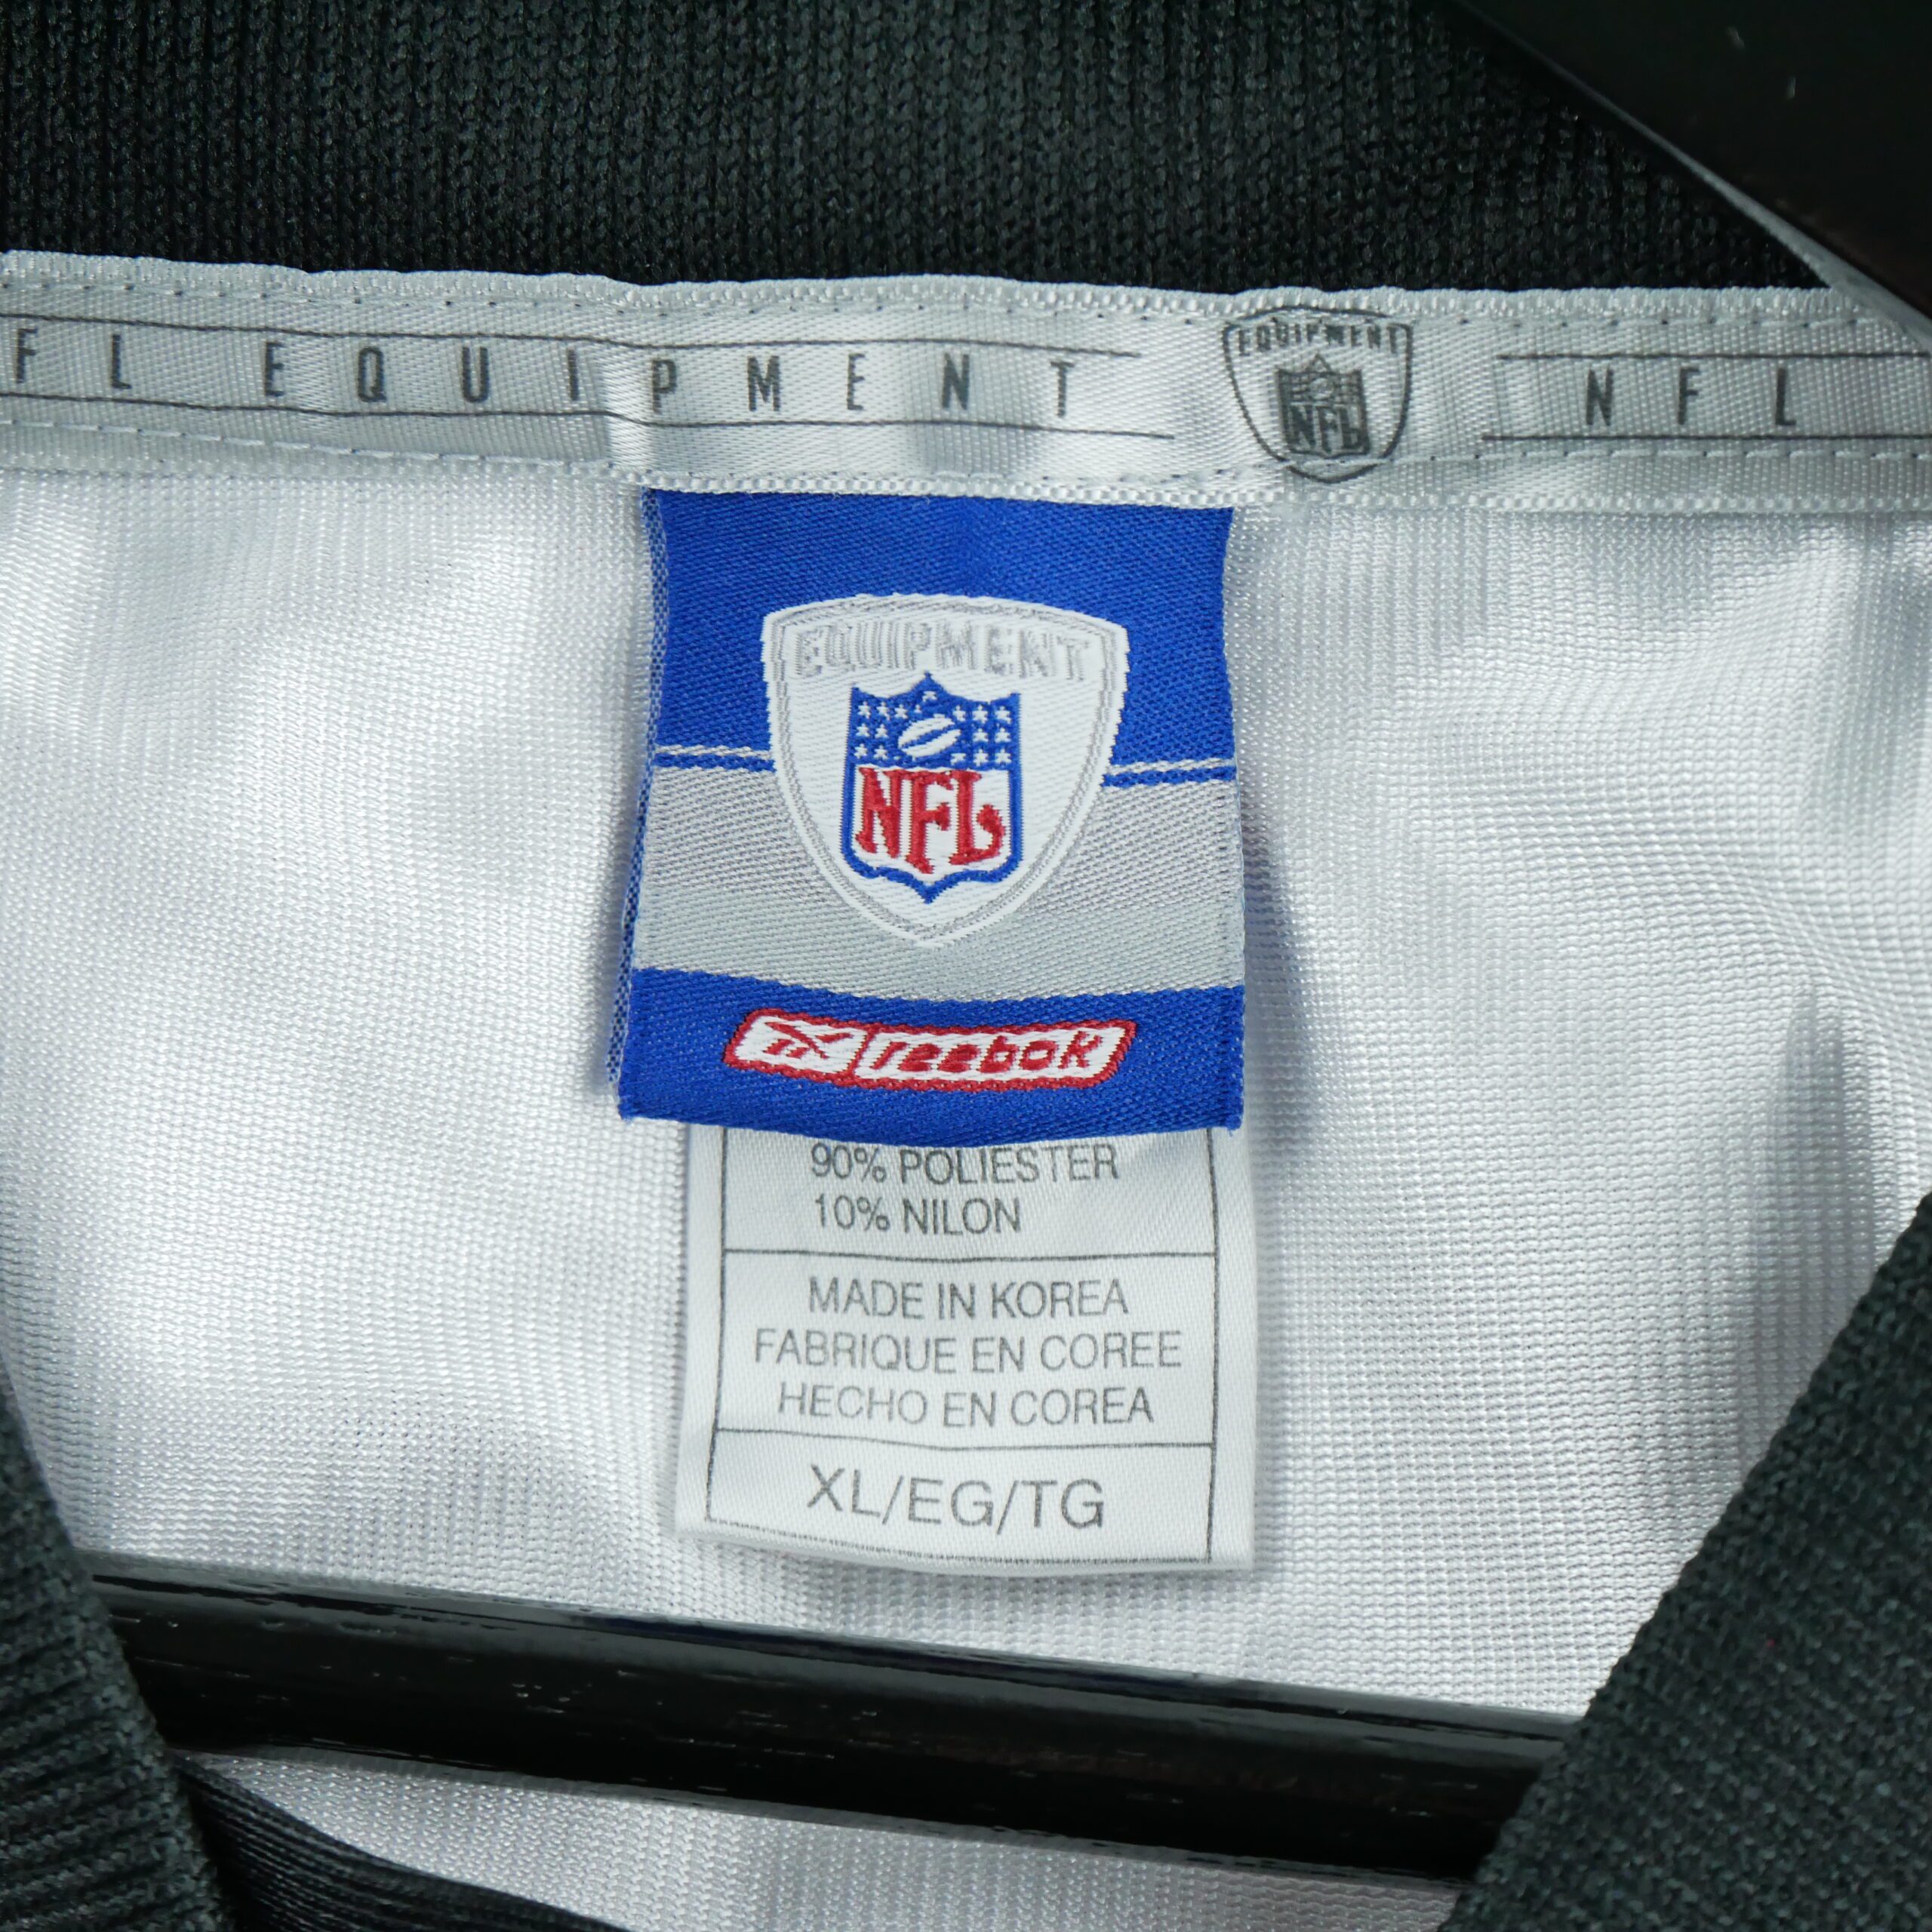 FL EQUIPMENT
EQUIPMENT
NFL
NFL
EQUIPMENT
NFL
reebok
90% POLIESTER
10% NILON
MADE IN KOREA
FABRIQUE EN COREE
HECHO EN COREA
XL/EG/TG